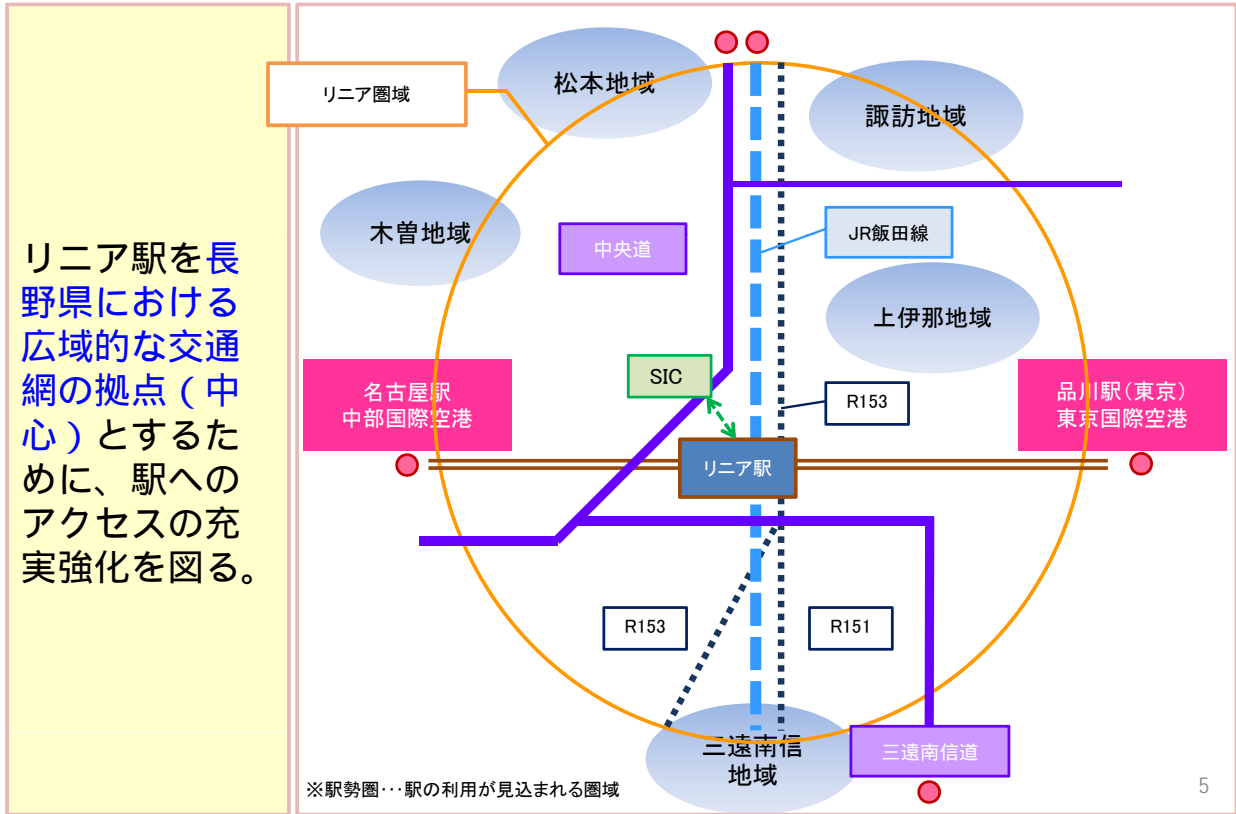 リニア駅を長
野県における
広域的な交通
網の拠点（中
心）とするた
めに、駅への
アクセスの充
実強化を図る。
リニア圏域
松本地域
諏訪地域
木曽地域
中央道
JR飯田線
上伊那地域
名古屋駅
中部国際空港
SIC
R153
品川駅（東京）
東京国際空港
リニア駅
R153
R151
三遠南信
地域
三遠南信道
※駅勢圏…駅の利用が見込まれる圏域
5